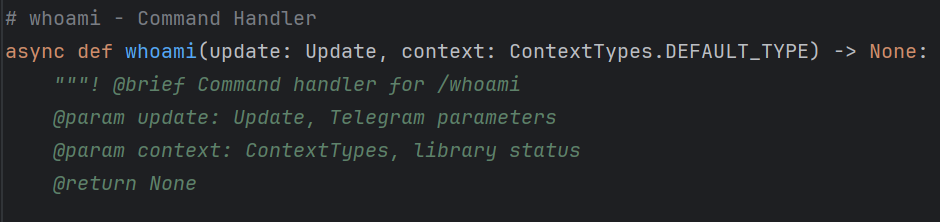 # whoami - Command Handler
async def whoami(update: Update, context: ContextTypes.DEFAULT_TYPE) -> None:
    """! @brief Command handler for /whoami
    @param update: Update, Telegram parameters
    @param context: ContextTypes, library status
    @return None